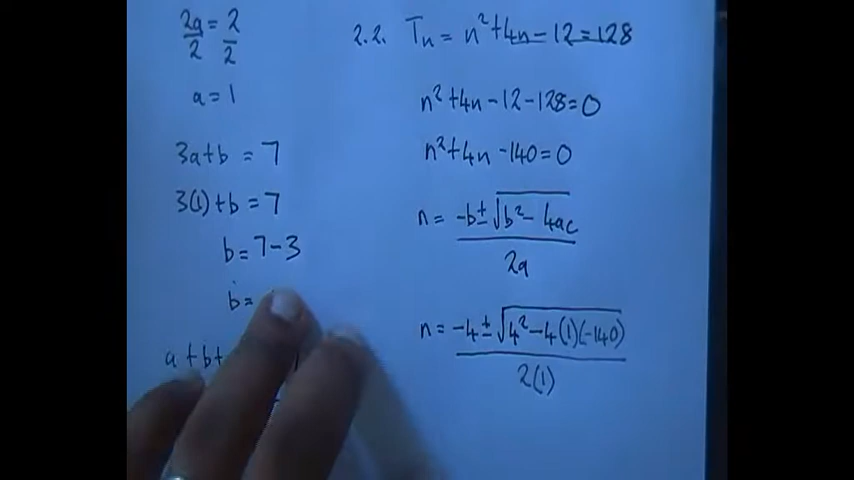 2a = 2
2 2
a = 1
3a+b = 7
3(1)+b = 7
b = 7-3
b =
a + b +
2.2. Tn = n²+4n-12=128
n²+4n-12-128=0
n²+4n-140=0
n = -b±√b²-4ac
2a
n = -4±√4²-4(1)(-140)
2(1)